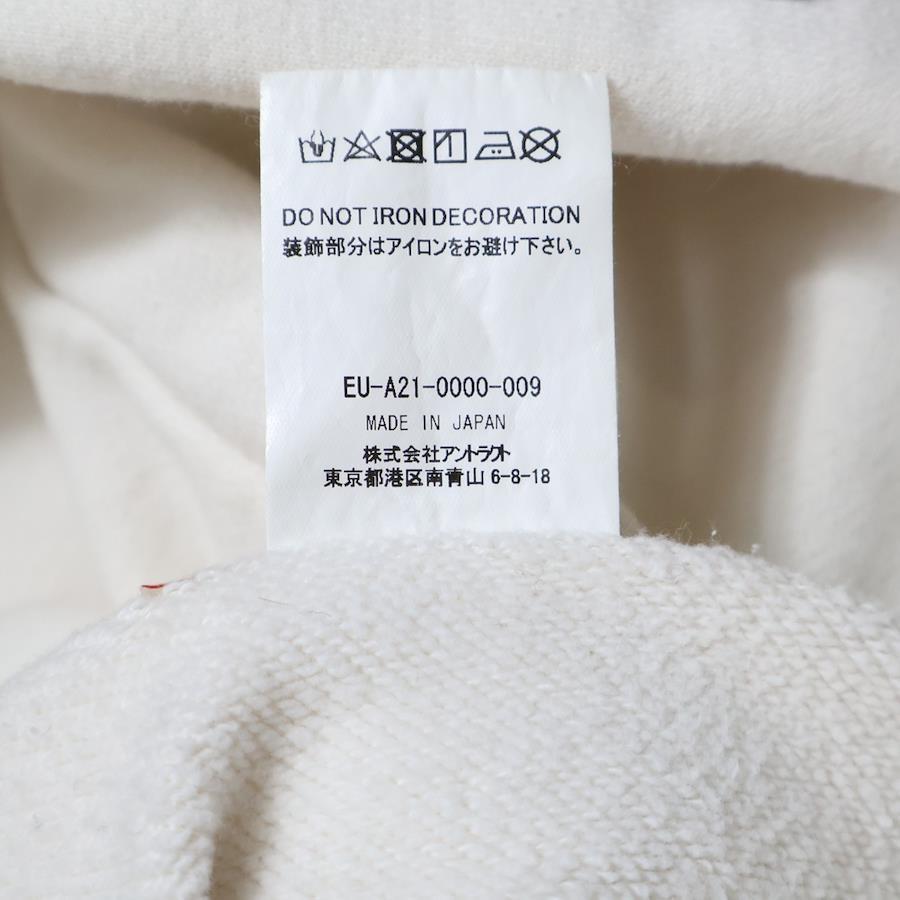 DO NOT IRON DECORATION
装飾部分はアイロンをお避け下さい。
EU-A21-0000-009
MADE IN JAPAN
株式会社アントラクト
東京都港区南青山 6-8-18